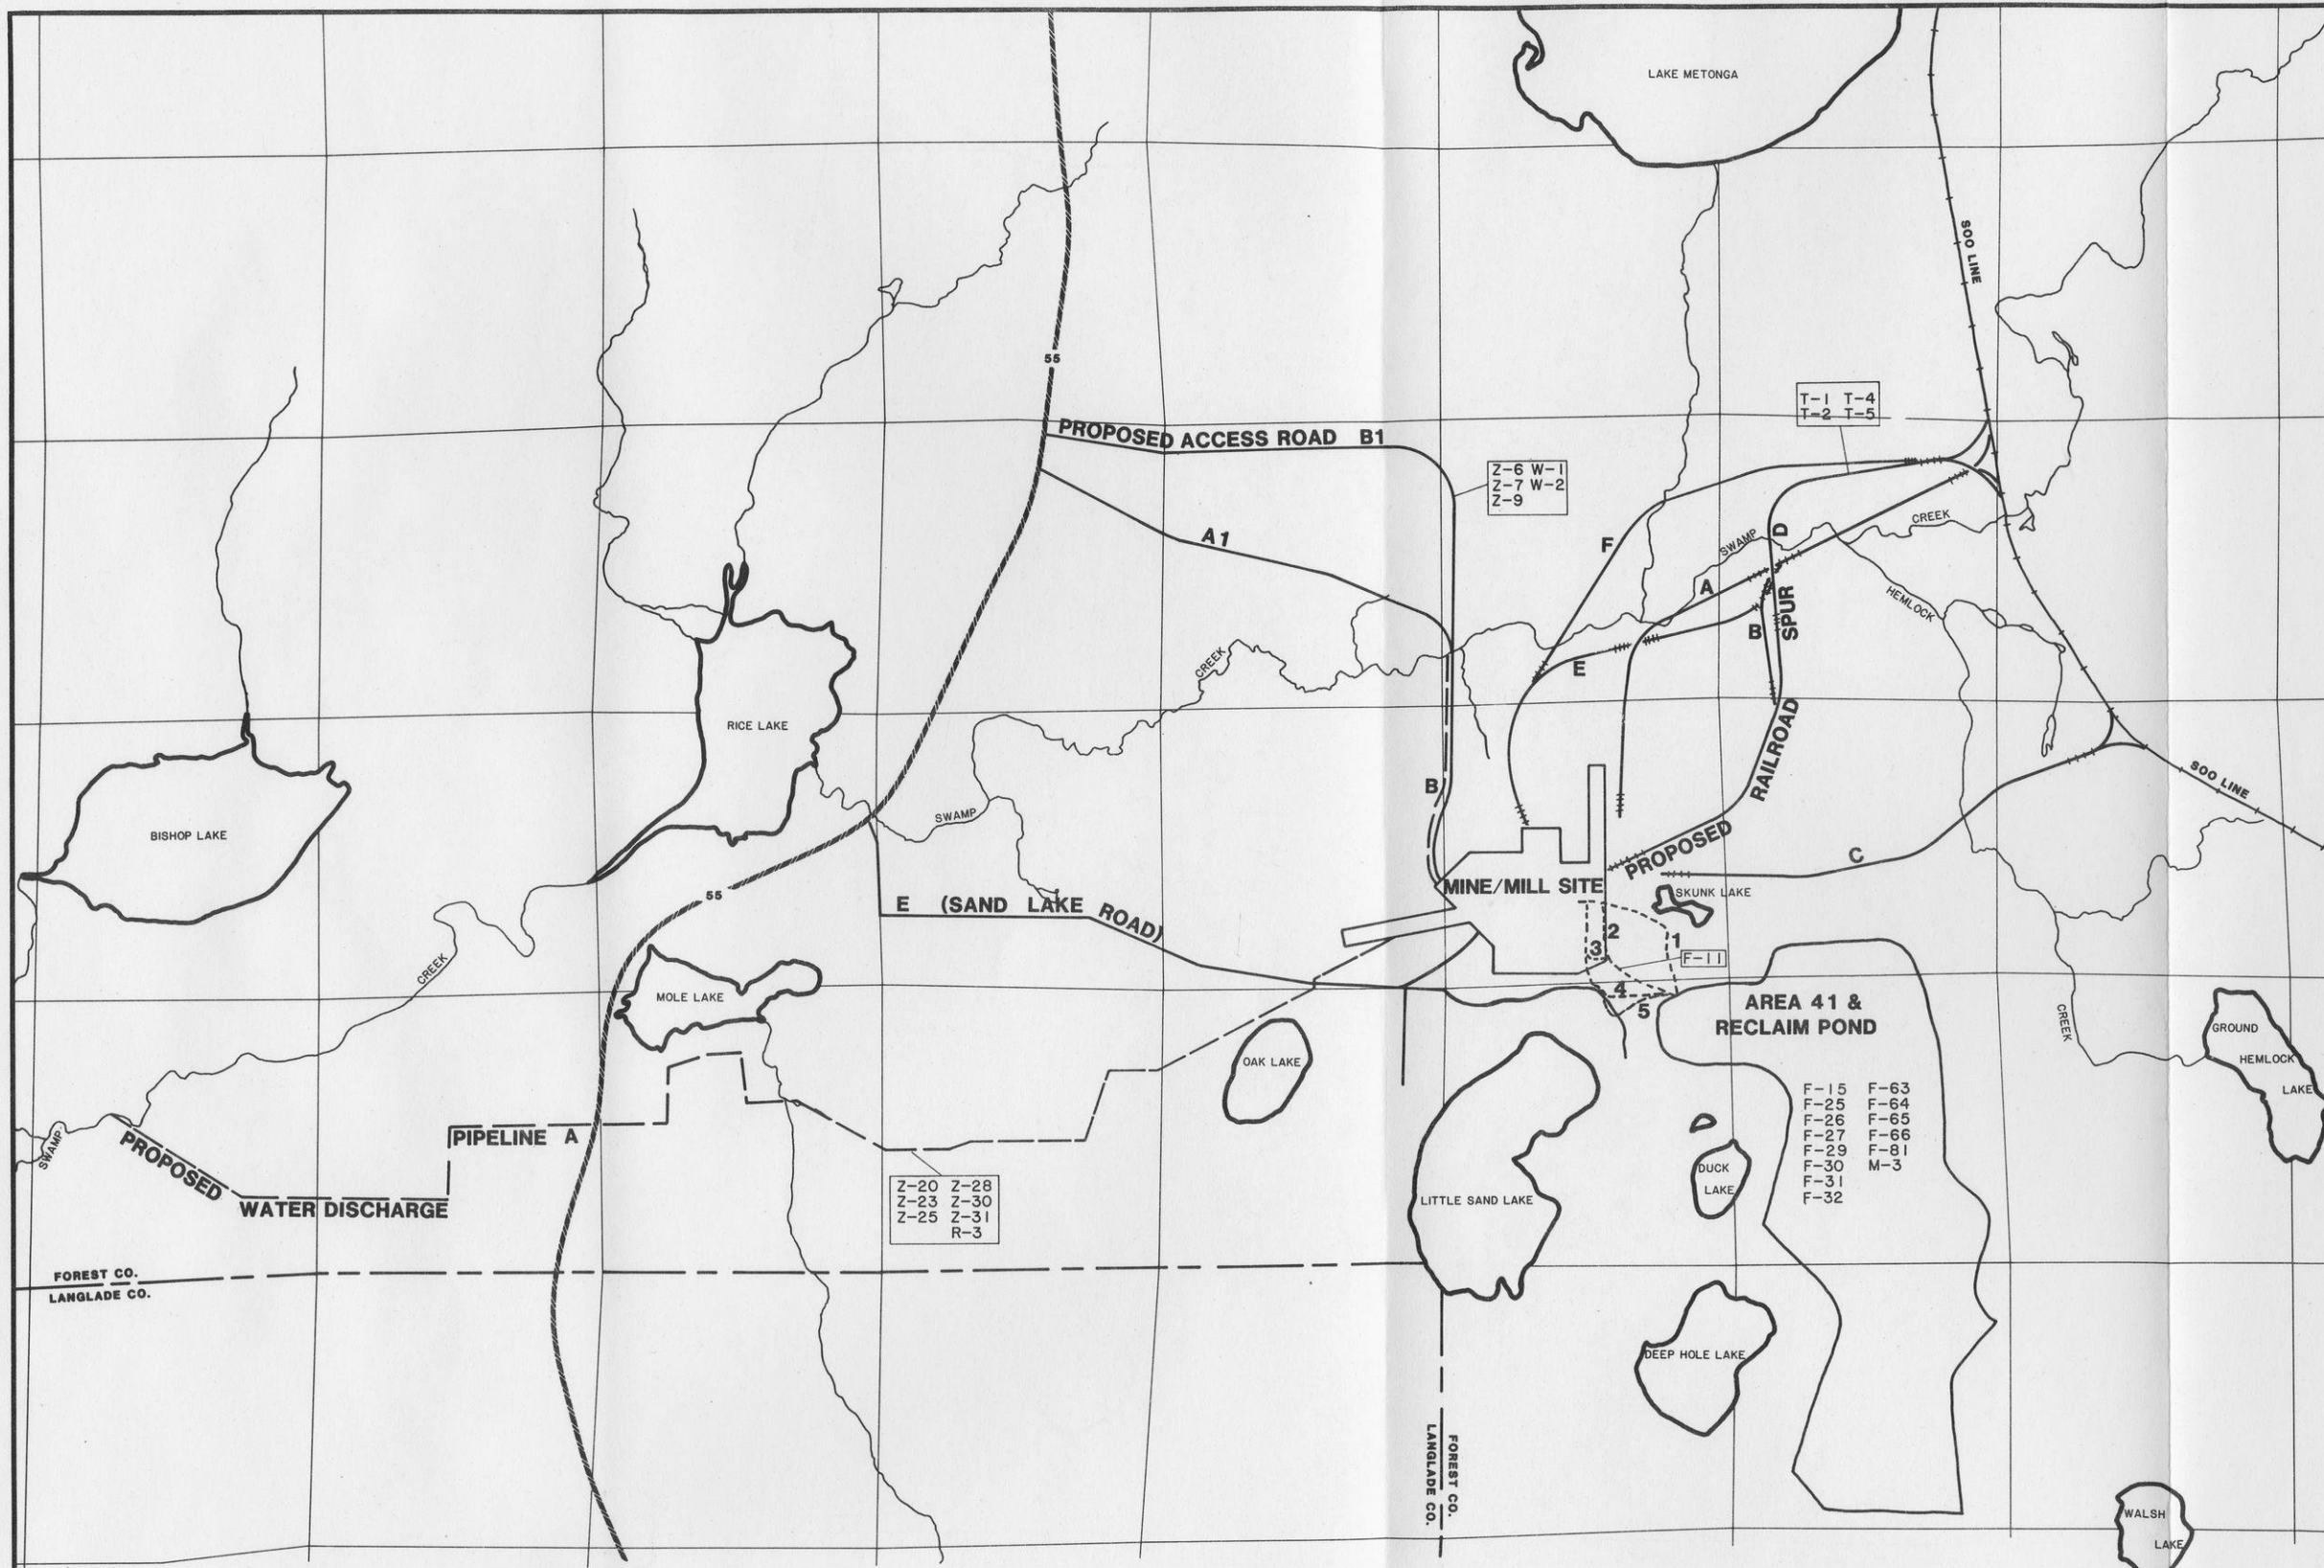 LAKE METONGA
SOO LINE
55
PROPOSED ACCESS ROAD B1
T-1 T-4
T-2 T-5
Z-6 W-1
Z-7 W-2
Z-9
A1
F
SWAMP
CREEK
D
A
HEMLOCK
B
SPUR
E
CREEK
RICE LAKE
RAILROAD
B
SOO LINE
BISHOP LAKE
SWAMP
PROPOSED
C
MINE/MILL SITE
SKUNK LAKE
55
E (SAND LAKE ROAD)
2
1
3
F-11
CREEK
MOLE LAKE
4
5
AREA 41 &
RECLAIM POND
CREEK
GROUND
HEMLOCK
LAKE
OAK LAKE
F-15 F-63
F-25 F-64
F-26 F-65
F-27 F-66
F-29 F-81
F-30 M-3
F-31
F-32
SWAMP
PROPOSED
WATER DISCHARGE
PIPELINE A
DUCK
LAKE
LITTLE SAND LAKE
Z-20 Z-28
Z-23 Z-30
Z-25 Z-31
R-3
FOREST CO.
LANGLADE CO.
DEEP HOLE LAKE
FOREST CO.
LANGLADE CO.
WALSH
LAKE